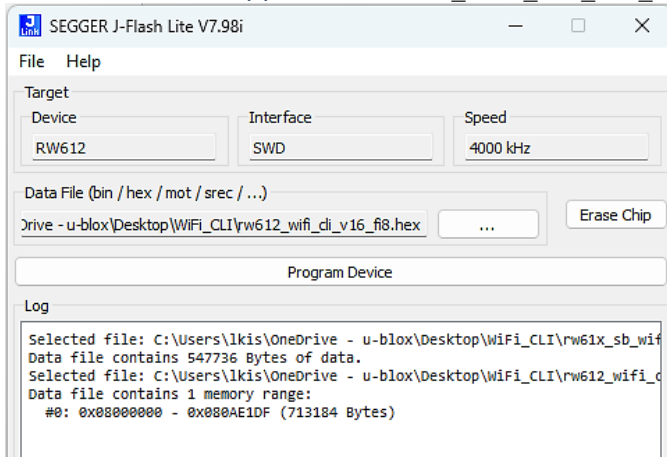 J
Link
SEGGER J-Flash Lite V7.98i
File Help
Target
Device Interface Speed
RW612 SWD 4000 kHz
Data File (bin / hex / mot / srec / ...)
Drive - u-blox\Desktop\WiFi_CLI\rw612_wifi_cli_v16_fi8.hex ... Erase Chip
Program Device
Log
Selected file: C:\Users\lkis\OneDrive - u-blox\Desktop\WiFi_CLI\rw61x_sb_wif
Data file contains 547736 Bytes of data.
Selected file: C:\Users\lkis\OneDrive - u-blox\Desktop\WiFi_CLI\rw612_wifi_c
Data file contains 1 memory range:
#0: 0x08000000 - 0x080AE1DF (713184 Bytes)